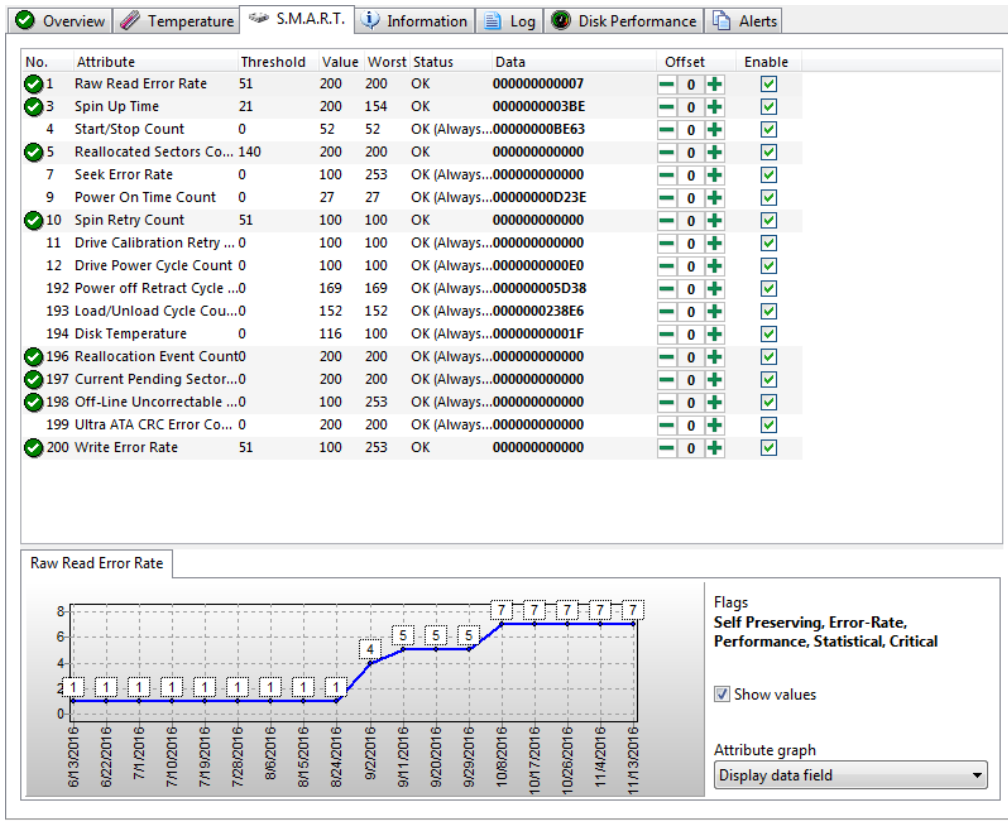 Overview Temperature S.M.A.R.T. Information Log Disk Performance Alerts
No. Attribute Threshold Value Worst Status Data Offset Enable
1 Raw Read Error Rate 51 200 200 OK 000000000007 0
3 Spin Up Time 21 200 154 OK 0000000003BE 0
4 Start/Stop Count 0 52 52 OK (Always... 00000000BE63 0
5 Reallocated Sectors Co... 140 200 200 OK 000000000000 0
7 Seek Error Rate 0 100 253 OK (Always... 000000000000 0
9 Power On Time Count 0 27 27 OK (Always... 00000000D23E 0
10 Spin Retry Count 51 100 100 OK 000000000000 0
11 Drive Calibration Retry ... 0 100 100 OK (Always... 000000000000 0
12 Drive Power Cycle Count 0 100 100 OK (Always... 0000000000E0 0
192 Power off Retract Cycle ... 0 169 169 OK (Always... 000000005D38 0
193 Load/Unload Cycle Cou... 0 152 152 OK (Always... 0000000238E6 0
194 Disk Temperature 0 116 100 OK (Always... 00000000001F 0
196 Reallocation Event Count 0 200 200 OK (Always... 000000000000 0
197 Current Pending Sector... 0 200 200 OK (Always... 000000000000 0
198 Off-Line Uncorrectable ... 0 100 253 OK (Always... 000000000000 0
199 Ultra ATA CRC Error Co... 0 200 200 OK (Always... 000000000000 0
200 Write Error Rate 51 100 253 OK 000000000000 0
Raw Read Error Rate
8
6
4
2
0
1 1 1 1 1 1 1 1 1 4 5 5 5 7 7 7 7 7
6/13/2016 6/22/2016 7/1/2016 7/10/2016 7/19/2016 7/28/2016 8/6/2016 8/15/2016 8/24/2016 9/2/2016 9/11/2016 9/20/2016 9/29/2016 10/8/2016 10/17/2016 10/26/2016 11/4/2016 11/13/2016
Flags
Self Preserving, Error-Rate,
Performance, Statistical, Critical
Show values
Attribute graph
Display data field